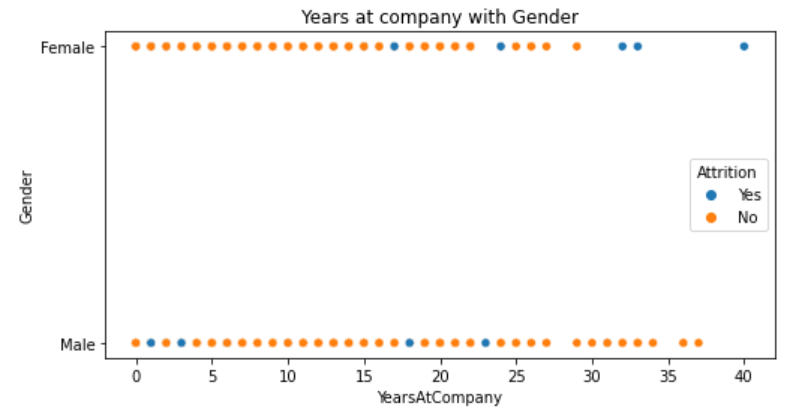 Years at company with Gender
Female
Gender
Attrition
Yes
No
Male
0 5 10 15 20 25 30 35 40
YearsAtCompany